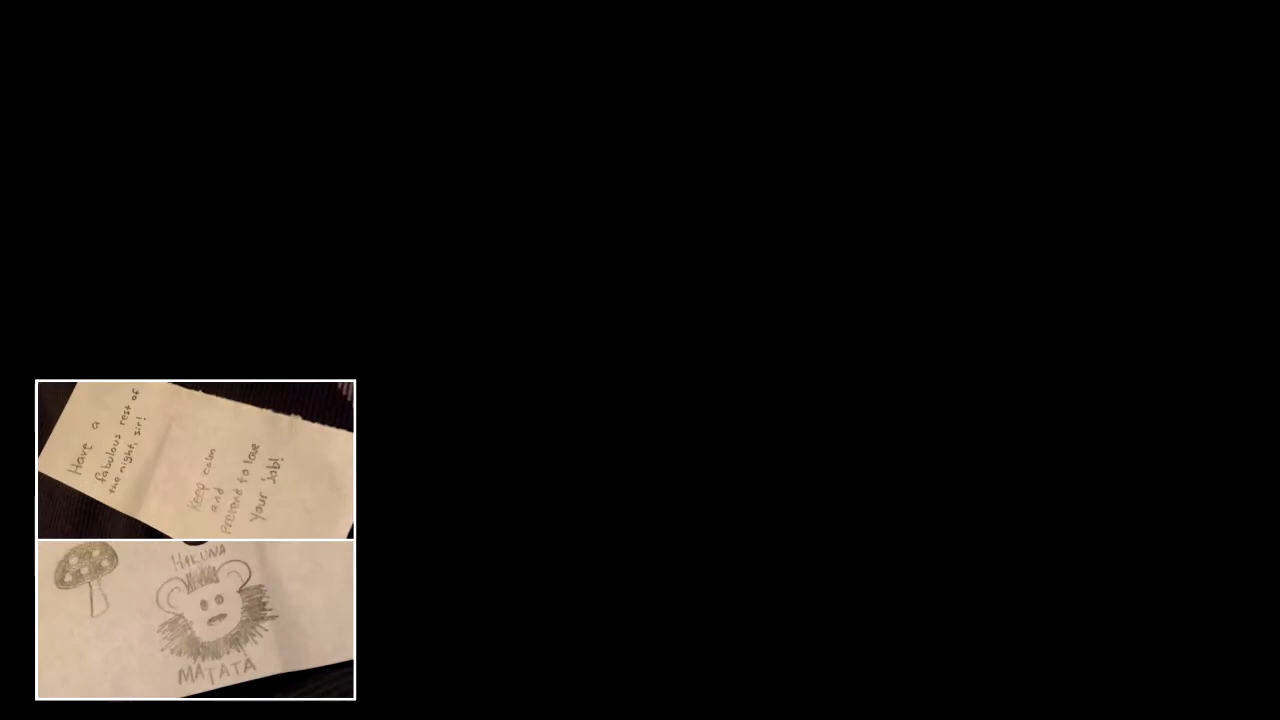 Have a
fabulous rest of
the night, sir!
Keep calm
and
pretend to love
your job!
HAKUNA
MATATA